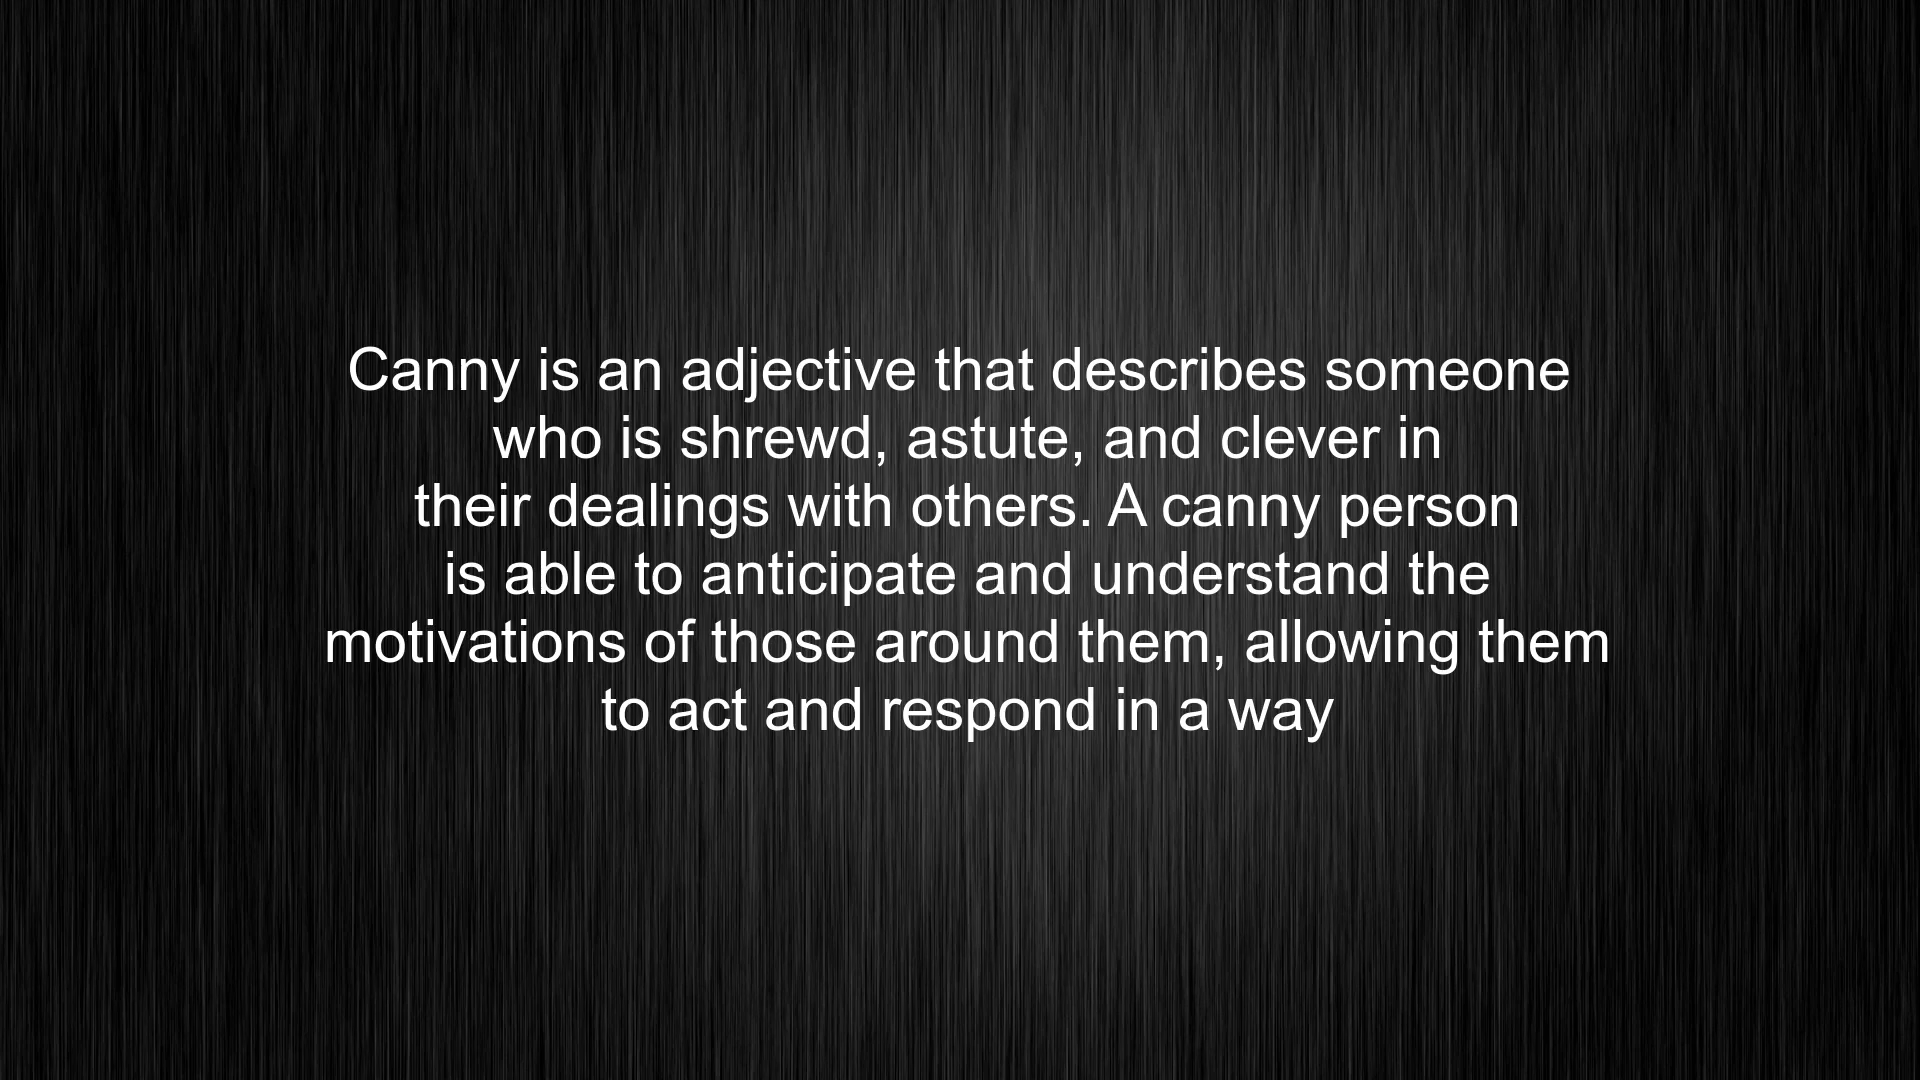 Canny is an adjective that describes someone
who is shrewd, astute, and clever in
their dealings with others. A canny person
is able to anticipate and understand the
motivations of those around them, allowing them
to act and respond in a way